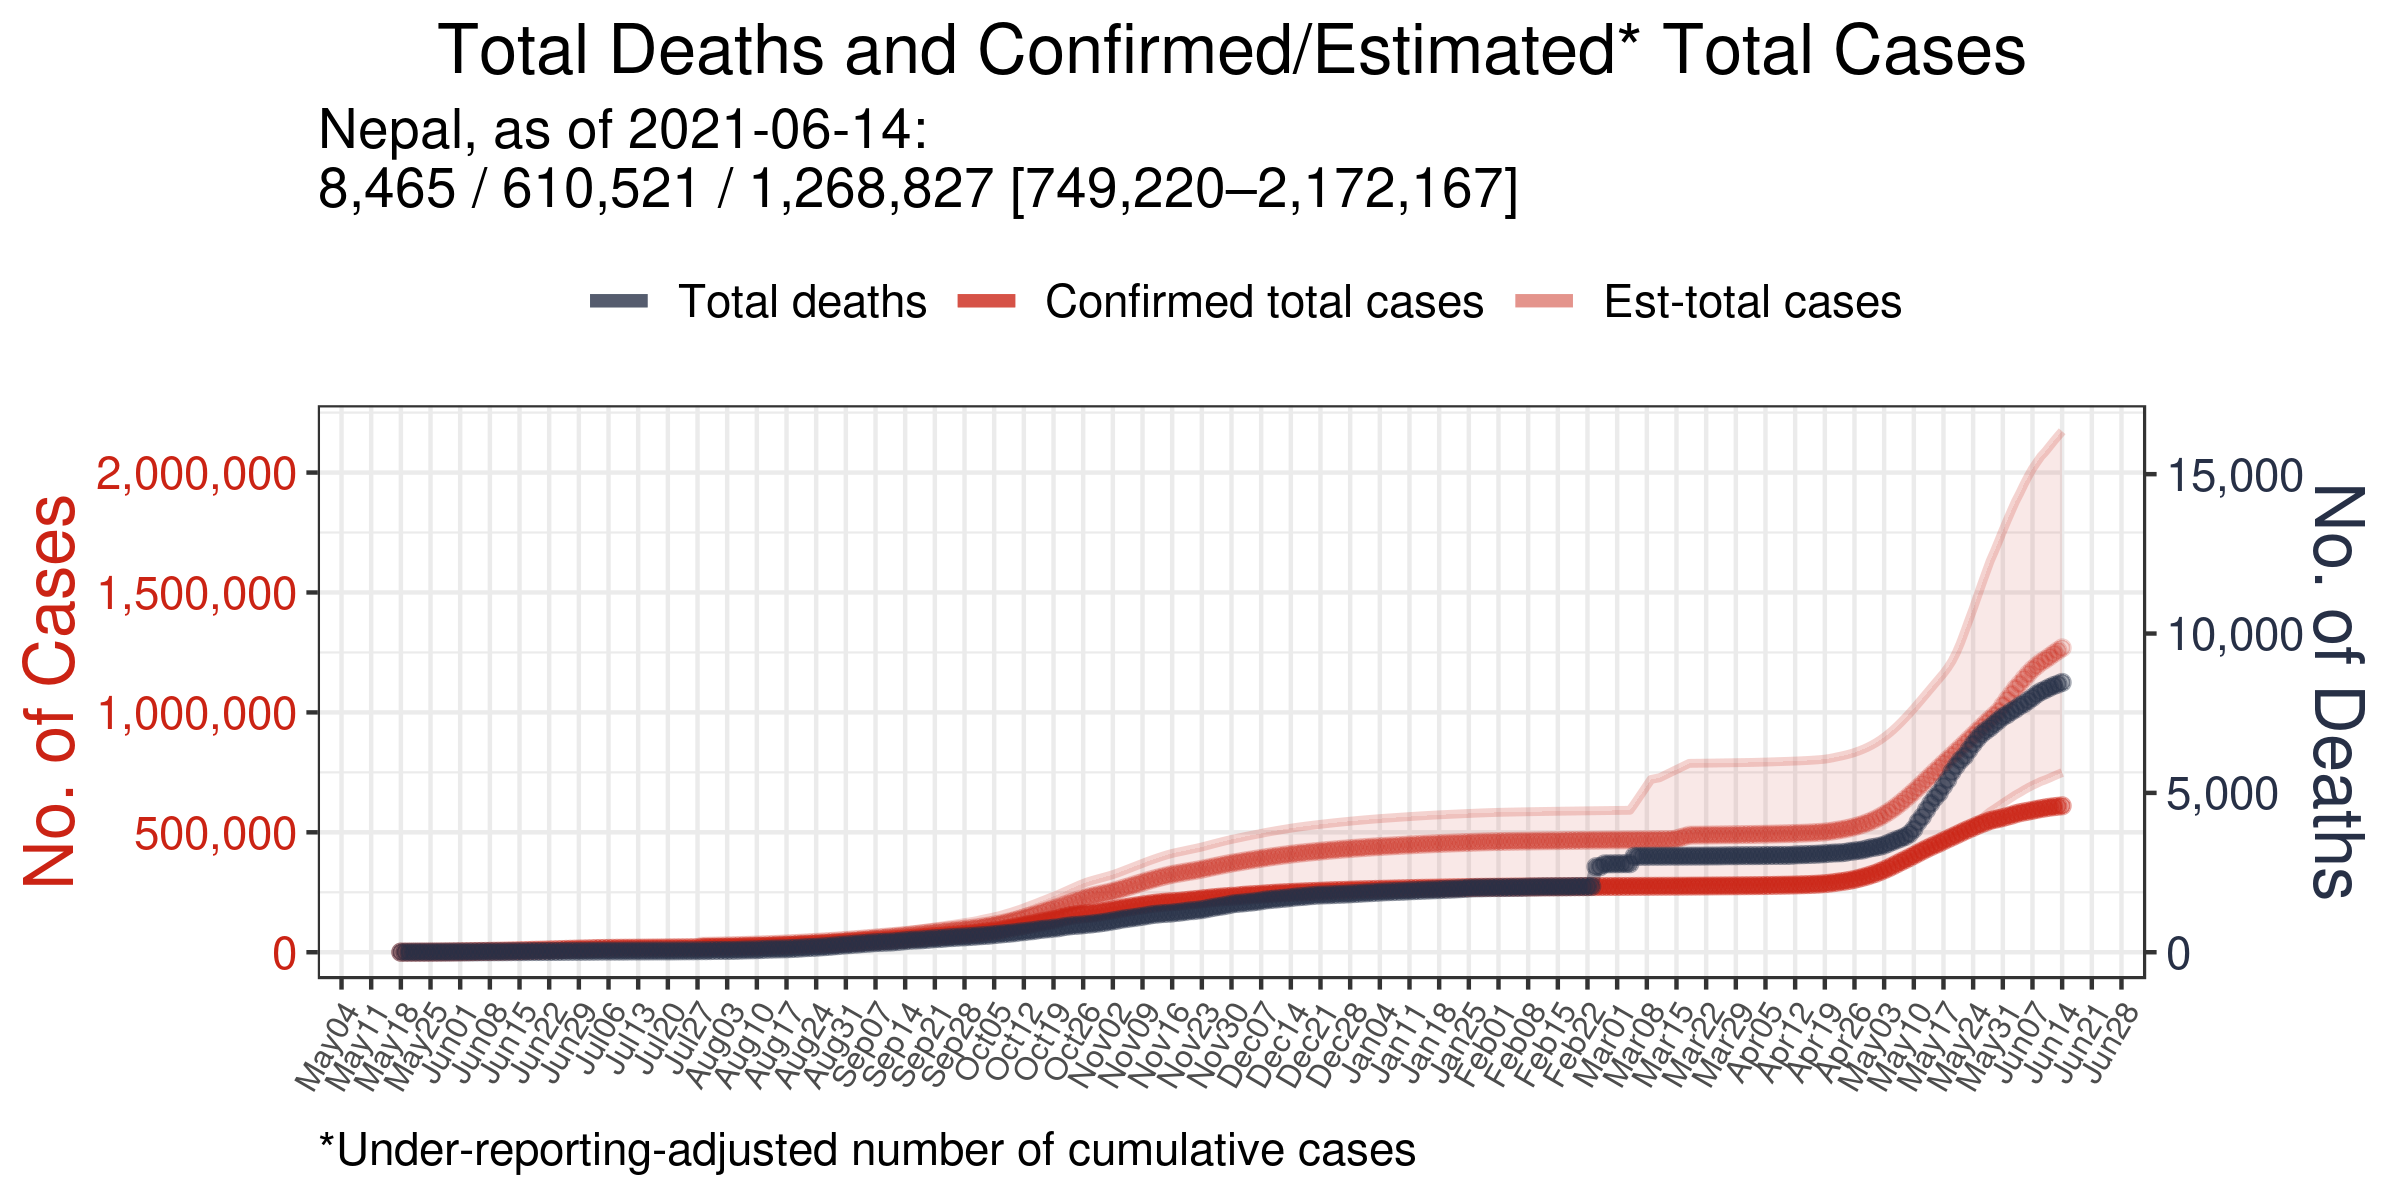 Total Deaths and Confirmed/Estimated* Total Cases
Nepal, as of 2021-06-14:
8,465 / 610,521 / 1,268,827 [749,220–2,172,167]
Total deaths
Confirmed total cases
Est-total cases
No. of Cases
2,000,000
1,500,000
1,000,000
500,000
0
15,000
10,000
5,000
0
No. of Deaths
May04
May11
May18
May25
Jun01
Jun08
Jun15
Jun22
Jun29
Jul06
Jul13
Jul20
Jul27
Aug03
Aug10
Aug17
Aug24
Aug31
Sep07
Sep14
Sep21
Sep28
Oct05
Oct12
Oct19
Oct26
Nov02
Nov09
Nov16
Nov23
Nov30
Dec07
Dec14
Dec21
Dec28
Jan04
Jan11
Jan18
Jan25
Feb01
Feb08
Feb15
Feb22
Mar01
Mar08
Mar15
Mar22
Mar29
Apr05
Apr12
Apr19
Apr26
May03
May10
May17
May24
May31
Jun07
Jun14
Jun21
Jun28
*Under-reporting-adjusted number of cumulative cases